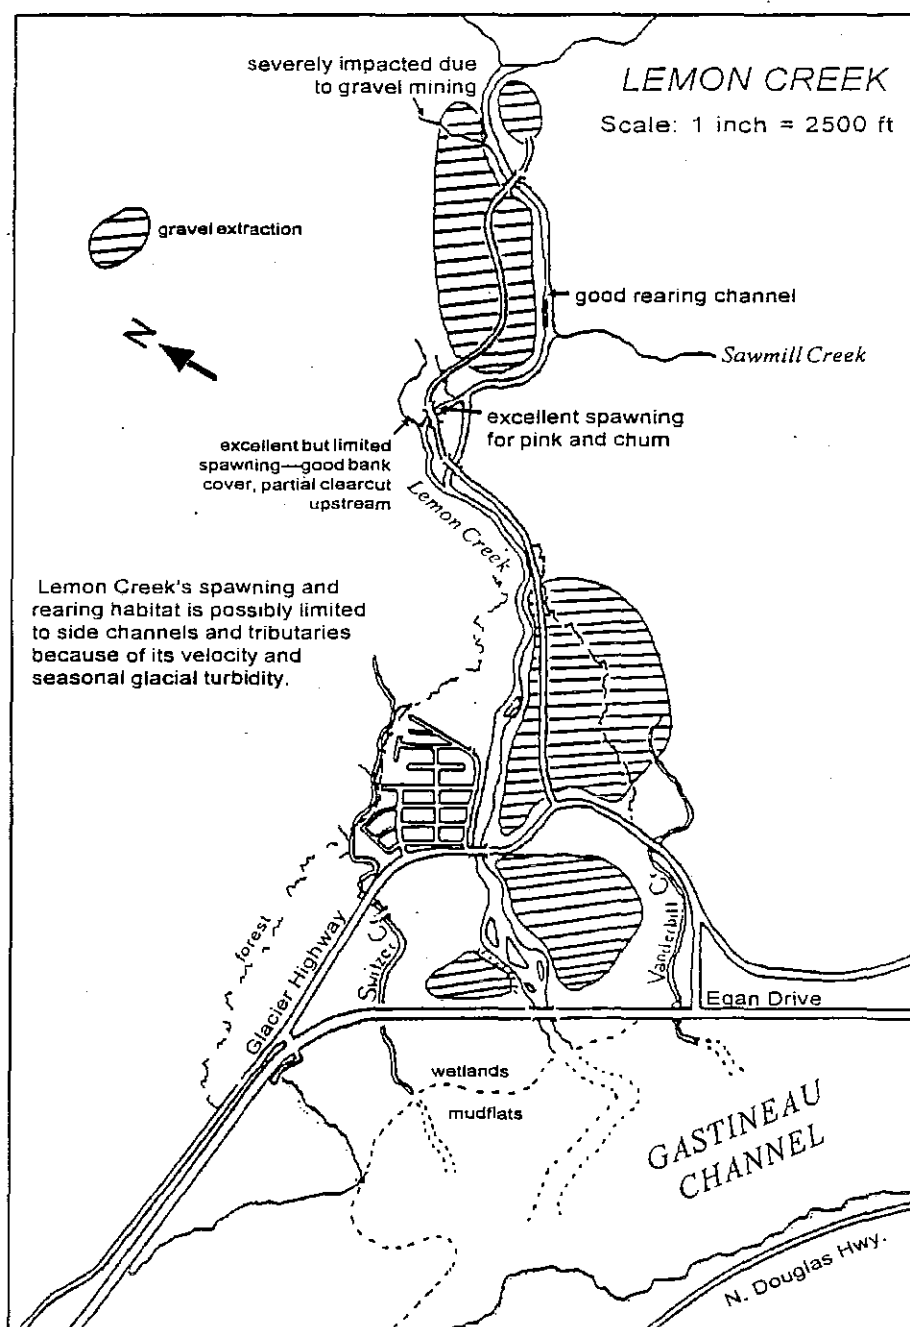 severely impacted due
to gravel mining
LEMON CREEK
Scale: 1 inch = 2500 ft
gravel extraction
N
good rearing channel
Sawmill Creek
excellent spawning
for pink and chum
excellent but limited
spawning—good bank
cover, partial clearcut
upstream
Lemon Creek
Lemon Creek's spawning and
rearing habitat is possibly limited
to side channels and tributaries
because of its velocity and
seasonal glacial turbidity.
forest
Glacier Highway
Switzer C
Vanderbill C
Egan Drive
wetlands
mudflats
GASTINEAU
CHANNEL
N. Douglas Hwy.